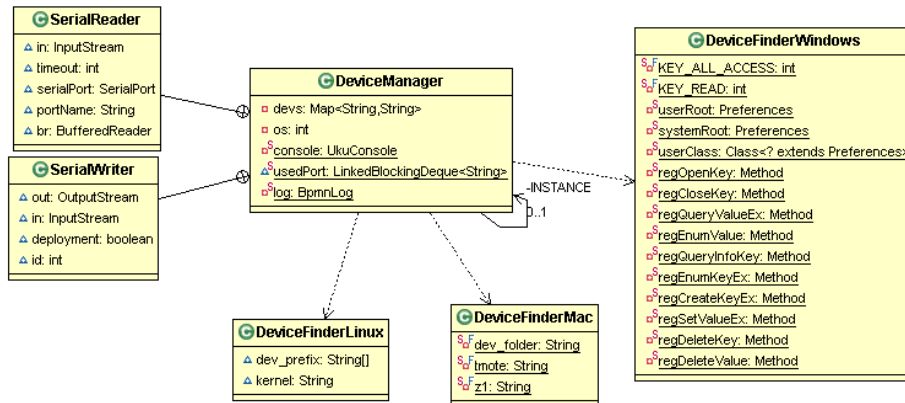 SerialReader
in: InputStream
timeout: int
serialPort: SerialPort
portName: String
br: BufferedReader
SerialWriter
out: OutputStream
in: InputStream
deployment: boolean
id: int
DeviceManager
devs: Map<String,String>
os: int
console: UkuConsole
usedPort: LinkedBlockingDeque<String>
log: BpmnLog
-INSTANCE
0..1
DeviceFinderLinux
dev_prefix: String[]
kernel: String
DeviceFinderMac
dev_folder: String
tmote: String
z1: String
DeviceFinderWindows
KEY_ALL_ACCESS: int
KEY_READ: int
userRoot: Preferences
systemRoot: Preferences
userClass: Class<? extends Preferences>
regOpenKey: Method
regCloseKey: Method
regQueryValueEx: Method
regEnumValue: Method
regQueryInfoKey: Method
regEnumKeyEx: Method
regCreateKeyEx: Method
regSetValueEx: Method
regDeleteKey: Method
regDeleteValue: Method